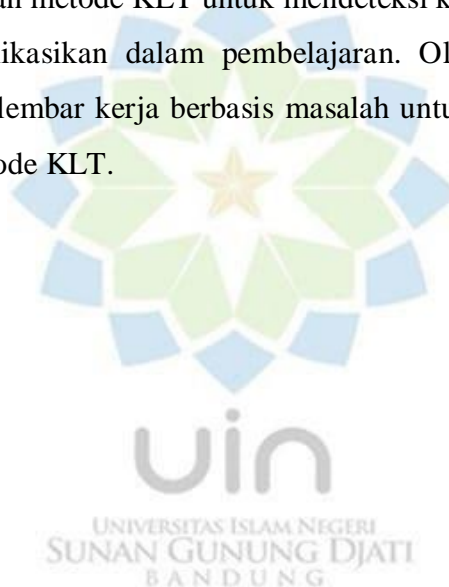 an metode KLT untuk mendeteksi k
ikasikan dalam pembelajaran. Ol
lembar kerja berbasis masalah untu
ode KLT.
uin
UNIVERSITAS ISLAM NEGERI
SUNAN GUNUNG DJATI
BANDUNG